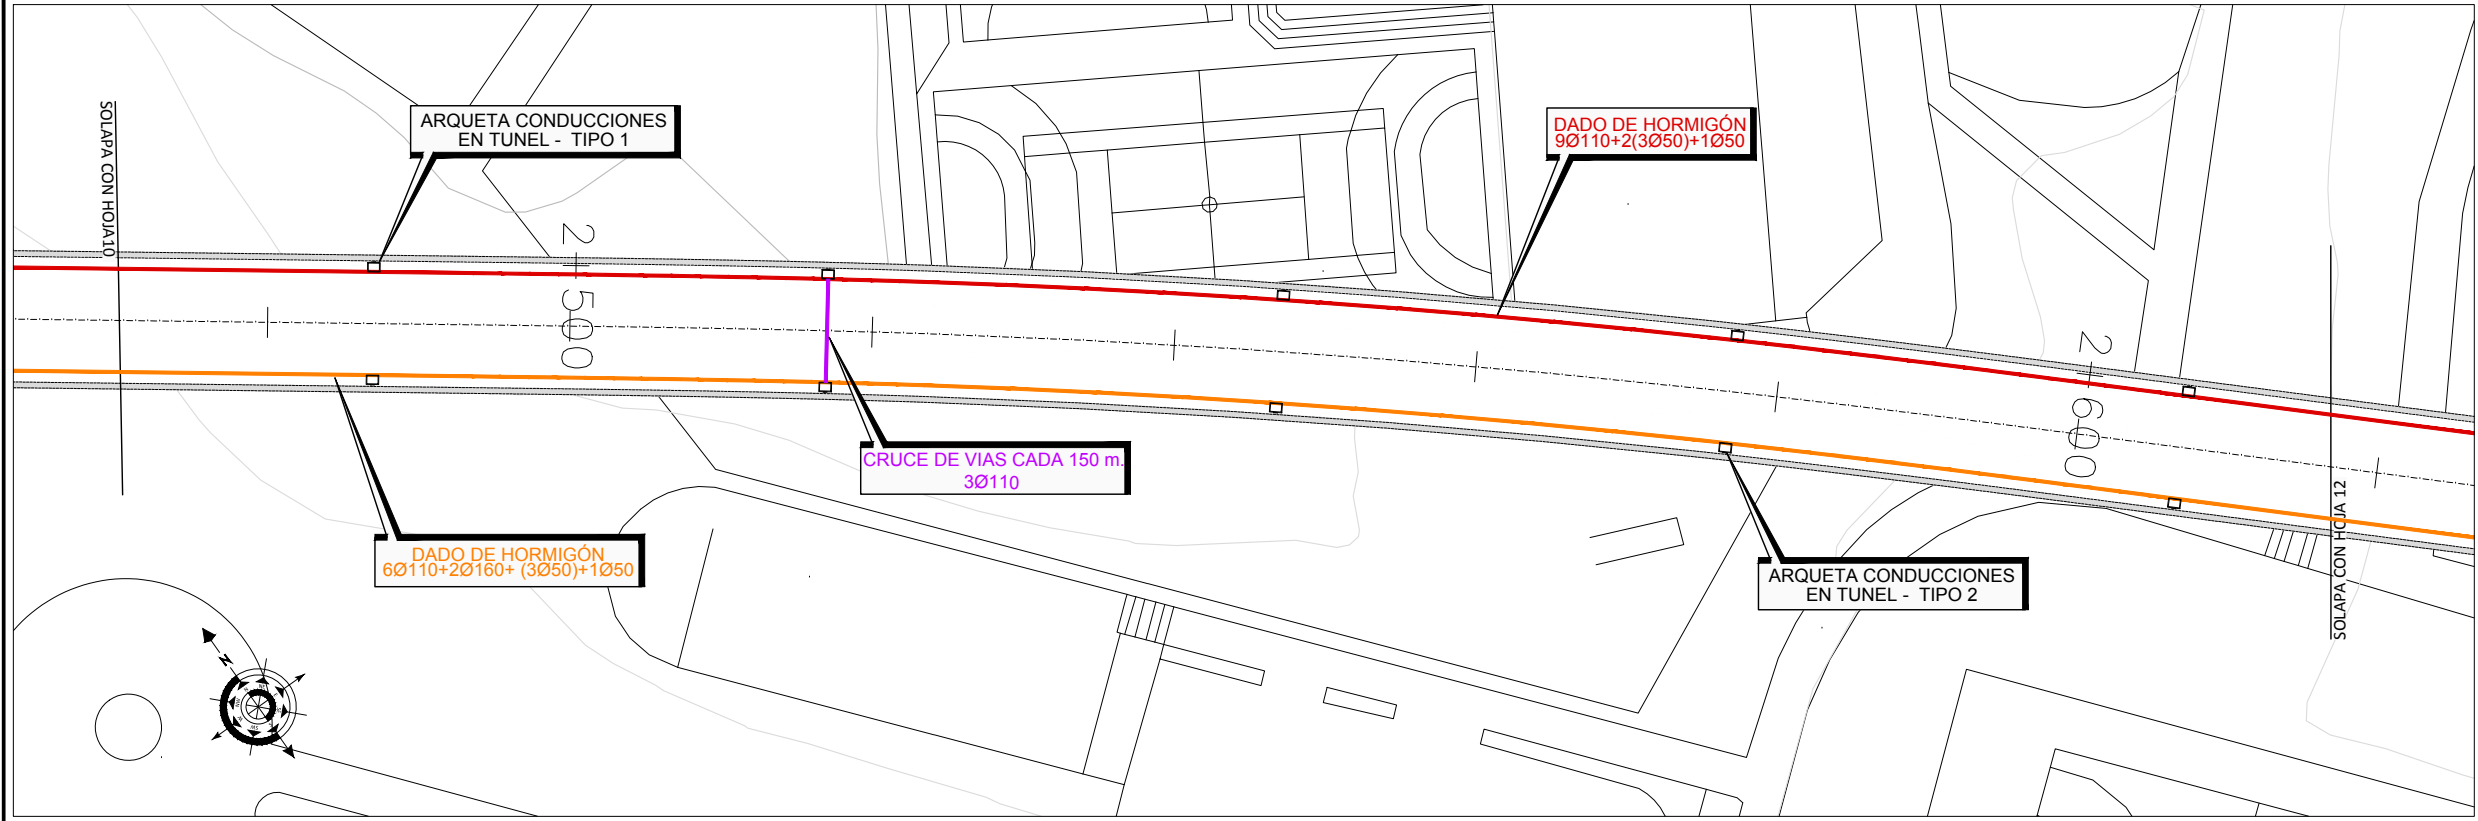 SOLAPA CON HOJA10
ARQUETA CONDUCCIONES
EN TUNEL - TIPO 1
DADO DE HORMIGÓN
9Ø110+2(3Ø50)+1Ø50
2+500
2+600
CRUCE DE VIAS CADA 150 m.
3Ø110
DADO DE HORMIGÓN
6Ø110+2Ø160+ (3Ø50)+1Ø50
ARQUETA CONDUCCIONES
EN TUNEL - TIPO 2
SOLAPA CON HOJA 12
N